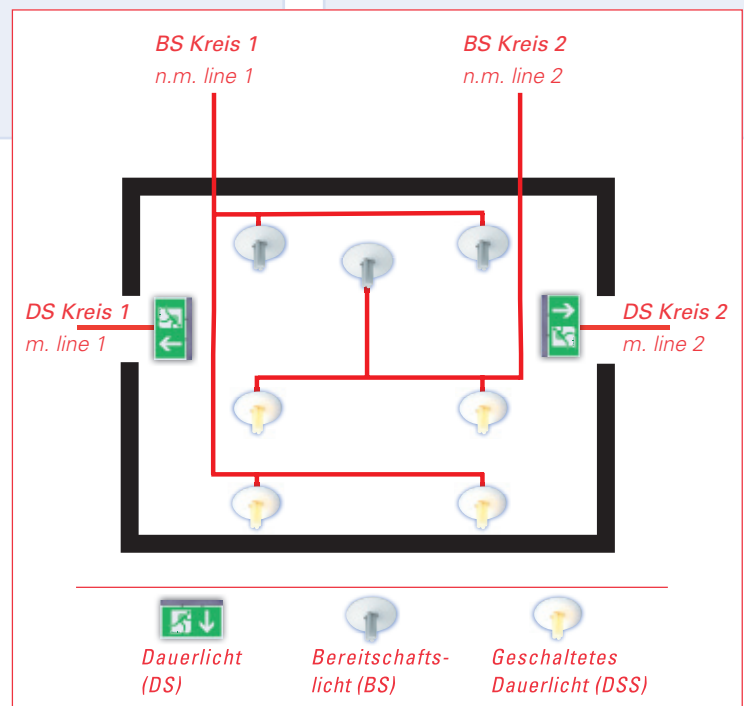 BS Kreis 1
n.m. line 1
BS Kreis 2
n.m. line 2
DS Kreis 1
m. line 1
DS Kreis 2
m. line 2
Dauerlicht
(DS)
Bereitschafts-
licht (BS)
Geschaltetes
Dauerlicht (DSS)